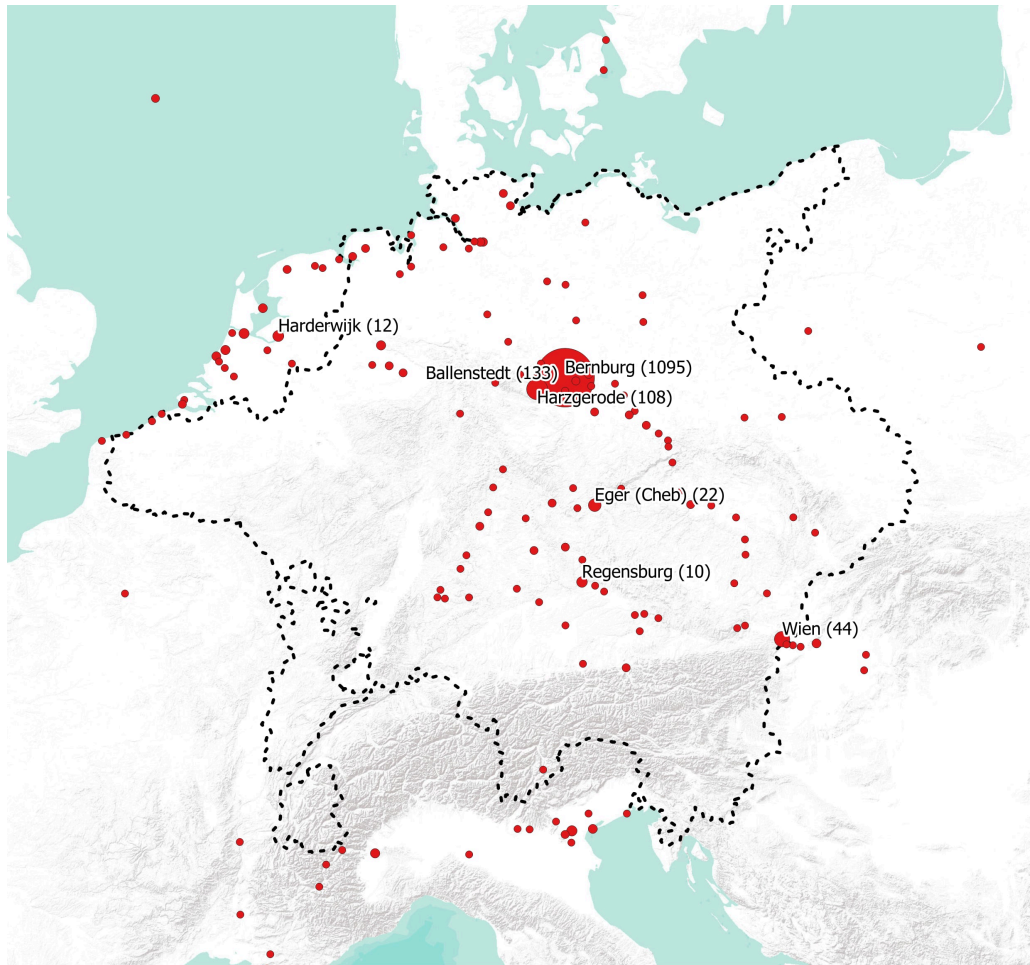 Harderwijk (12)
Bernburg (1095)
Ballenstedt (133)
Harzgerode (108)
Eger (Cheb) (22)
Regensburg (10)
Wien (44)